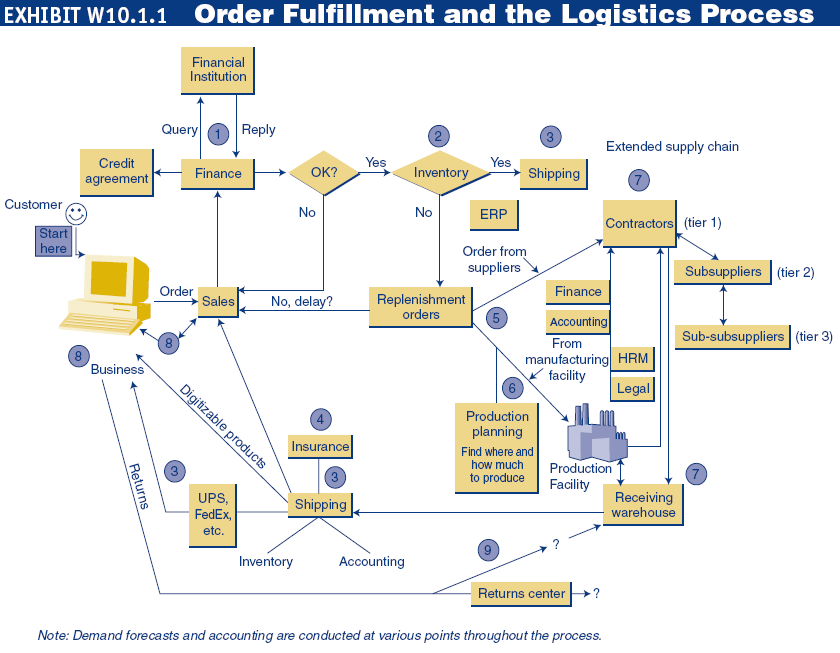 EXHIBIT W10.1.1 Order Fulfillment and the Logistics Process
Financial
Institution
Query
1
Reply
2
3
Extended supply chain
Credit
agreement
Finance
OK?
Yes
Inventory
Yes
Shipping
7
Customer
No
No
ERP
Contractors
(tier 1)
Start
here
Order from
suppliers
Subsuppliers
(tier 2)
Order
Sales
No, delay?
Replenishment
orders
Finance
5
Accounting
Sub-subsuppliers
(tier 3)
8
8
Business
From
manufacturing
facility
HRM
6
Legal
Digitizable products
4
Production
planning
Find where and
how much
to produce
Insurance
Returns
3
3
Production
Facility
7
UPS,
FedEx,
etc.
Shipping
Receiving
warehouse
Inventory
Accounting
9
?
Returns center
?
Note: Demand forecasts and accounting are conducted at various points throughout the process.